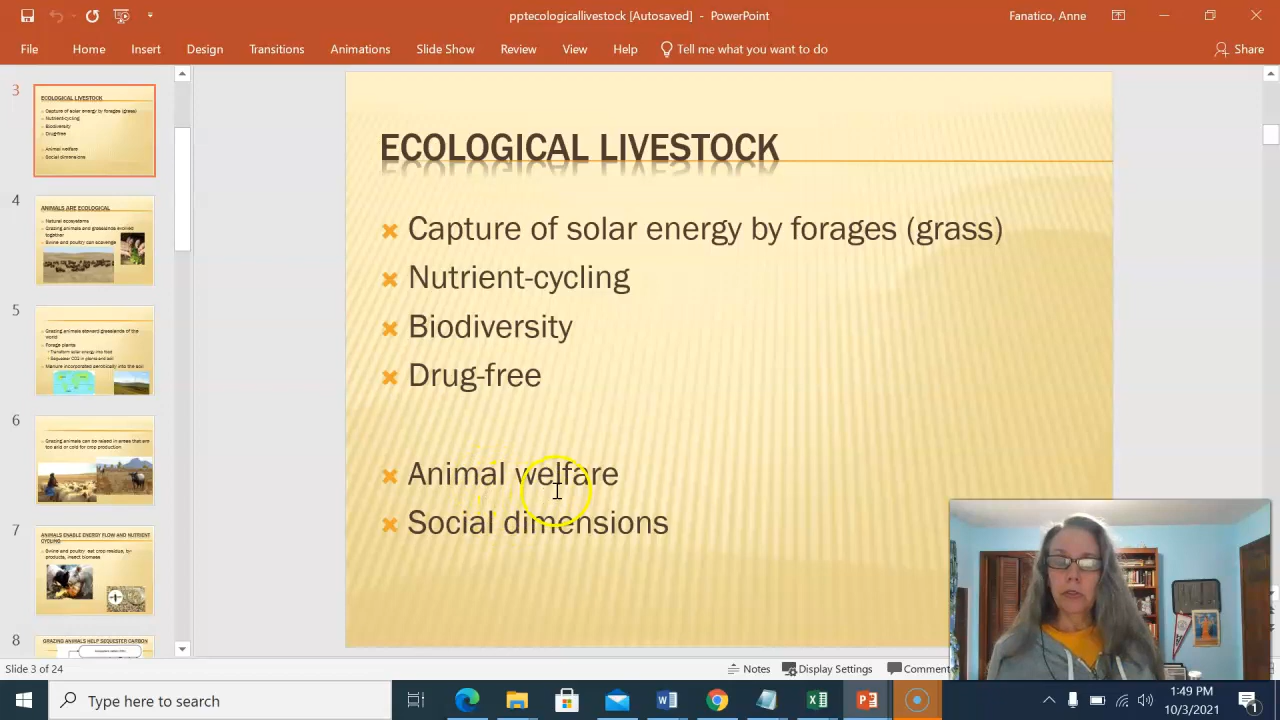 pptecologicallivestock [Autosaved] - PowerPoint
Fanatico, Anne
File Home Insert Design Transitions Animations Slide Show Review View Help Tell me what you want to do Share
3
ECOLOGICAL LIVESTOCK
Capture of solar energy by forages (grass)
Nutrient-cycling
Biodiversity
Drug-free
Animal welfare
Social dimensions
4
ANIMALS ARE ECOLOGICAL
Natural ecosystems
Grazing animals and grasslands evolved
together
Swine and poultry can scavenge
5
Grazing animals steward grasslands of the
world
Forage plants
Transform solar energy into food
Sequester CO2 in plants and soil
Manure incorporated aerobically into the soil
6
Grazing animals can be raised in areas that are
too arid or cold for crop production
7
ANIMALS ENABLE ENERGY FLOW AND NUTRIENT
CYCLING
Swine and poultry eat crop residue, by-
products, insect biomass
8
GRAZING ANIMALS HELP SEQUESTER CARBON
ECOLOGICAL LIVESTOCK
Capture of solar energy by forages (grass)
Nutrient-cycling
Biodiversity
Drug-free
Animal welfare
Social dimensions
Slide 3 of 24
Notes Display Settings Comment
Type here to search
1:49 PM
10/3/2021
1